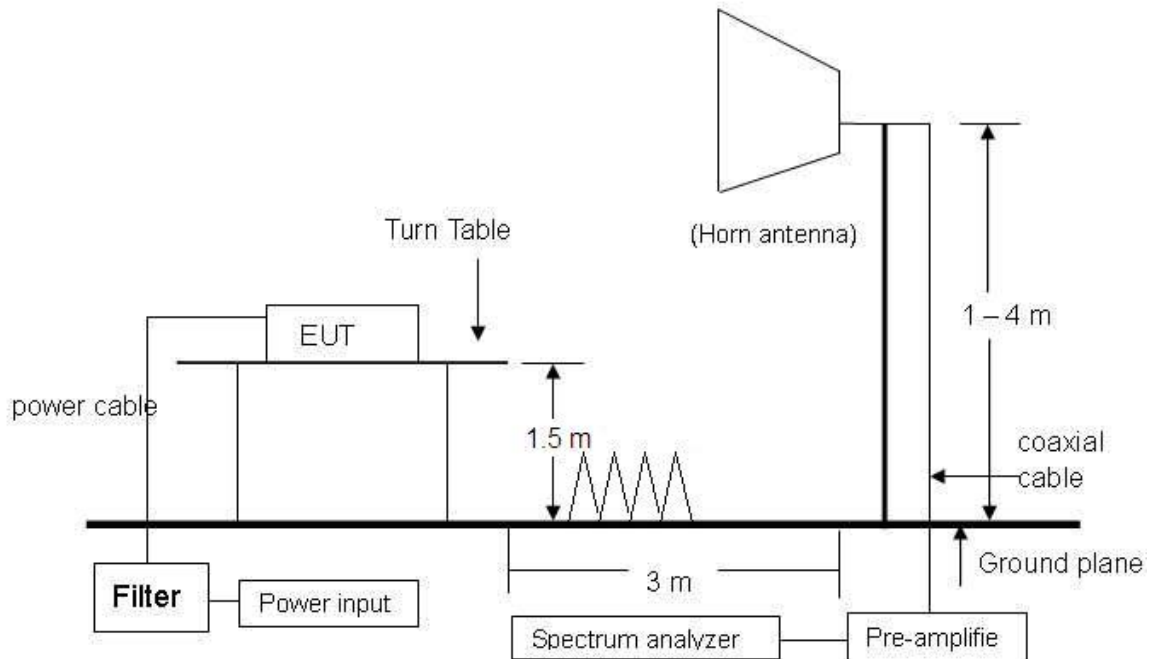 (Horn antenna)
Turn Table
1 – 4 m
EUT
power cable
1.5 m
coaxial
cable
Ground plane
3 m
Filter
Power input
Spectrum analyzer
Pre-amplifie